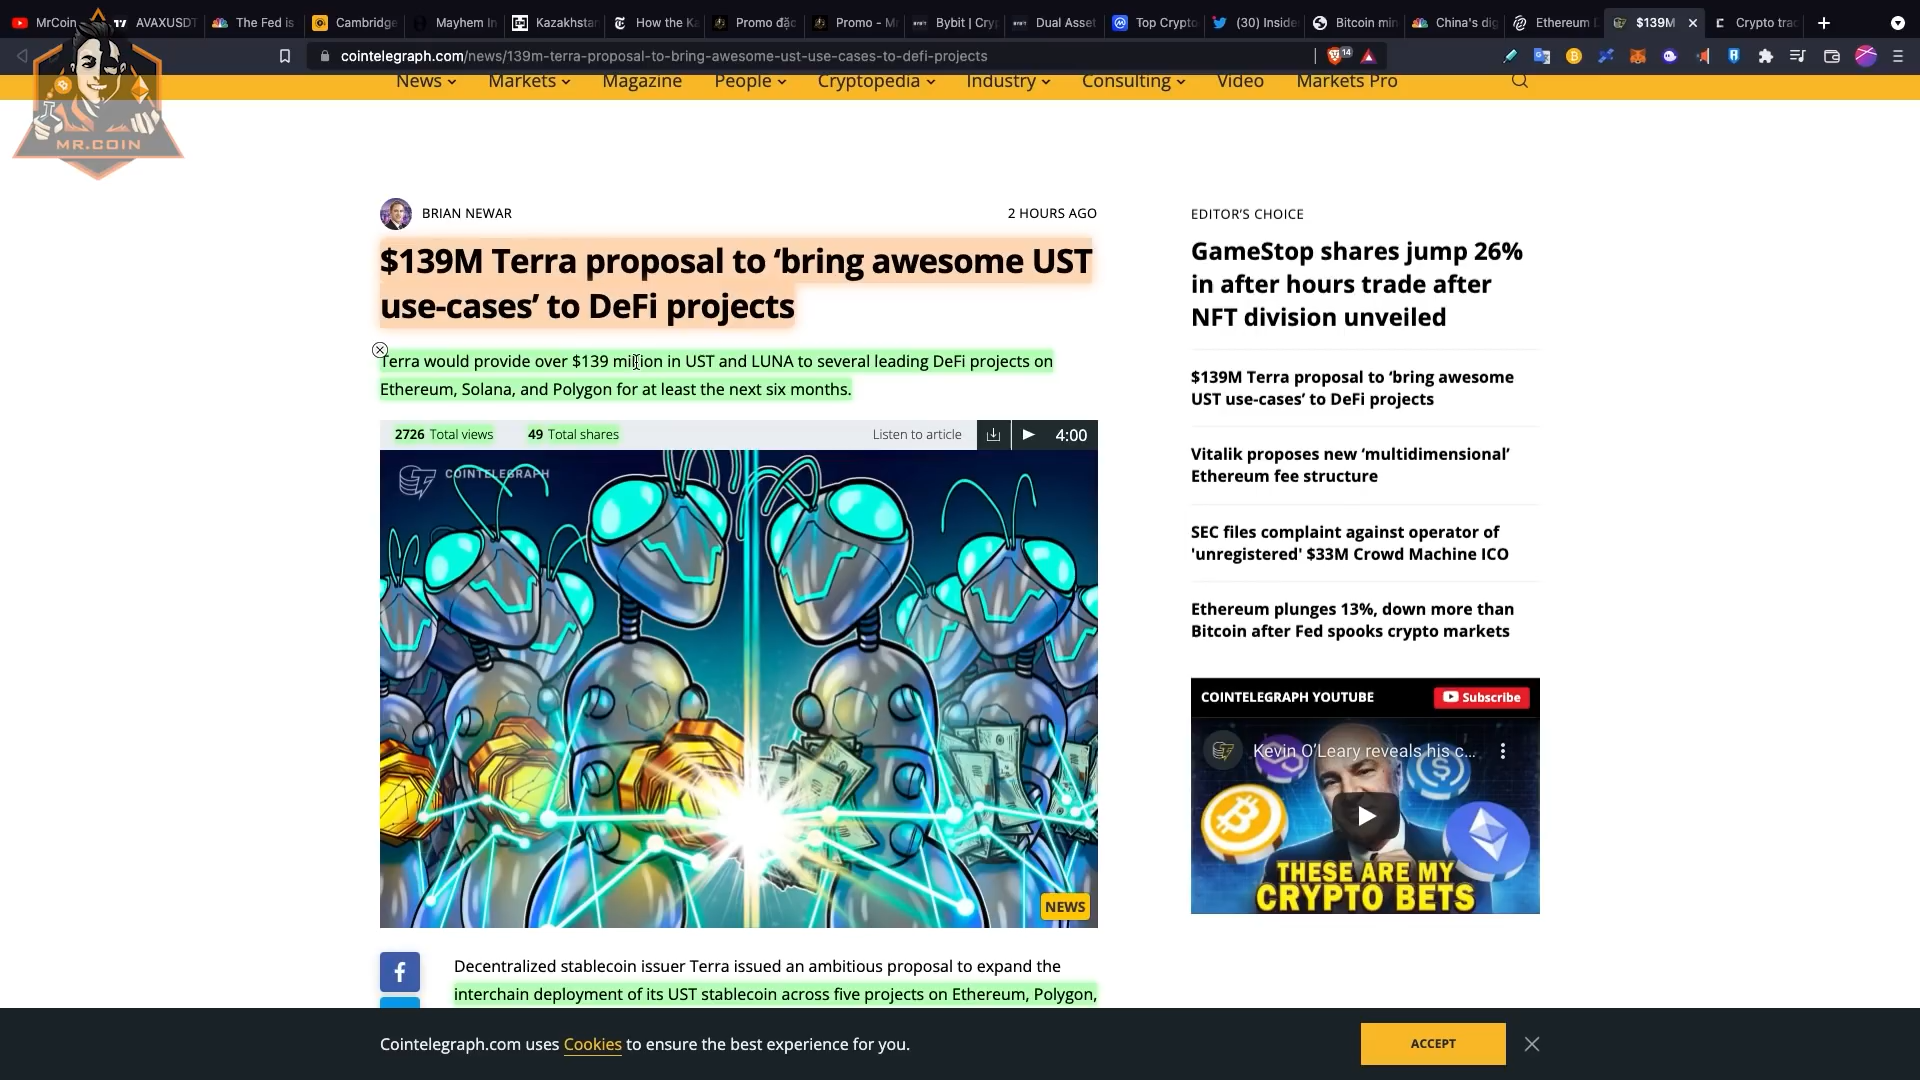 MrCoin
AVAXUSDT
The Fed is
Cambridge
Mayhem In
Kazakhstan
How the Ka
Promo đặc
Promo - Mr
Bybit | Cry
Dual Asset
Top Crypto
(30) Inside
Bitcoin min
China's dig
Ethereum
$139M
Crypto trad
cointelegraph.com/news/139m-terra-proposal-to-bring-awesome-ust-use-cases-to-defi-projects
14
MR.COIN
News
Markets
Magazine
People
Cryptopedia
Industry
Consulting
Video
Markets Pro
BRIAN NEWAR
2 HOURS AGO
$139M Terra proposal to ‘bring awesome UST
use-cases’ to DeFi projects
Terra would provide over $139 million in UST and LUNA to several leading DeFi projects on
Ethereum, Solana, and Polygon for at least the next six months.
2726 Total views
49 Total shares
Listen to article
4:00
COINTELEGRAPH
NEWS
Decentralized stablecoin issuer Terra issued an ambitious proposal to expand the
interchain deployment of its UST stablecoin across five projects on Ethereum, Polygon,
EDITOR’S CHOICE
GameStop shares jump 26%
in after hours trade after
NFT division unveiled
$139M Terra proposal to ‘bring awesome
UST use-cases’ to DeFi projects
Vitalik proposes new ‘multidimensional’
Ethereum fee structure
SEC files complaint against operator of
'unregistered' $33M Crowd Machine ICO
Ethereum plunges 13%, down more than
Bitcoin after Fed spooks crypto markets
COINTELEGRAPH YOUTUBE
Subscribe
Kevin O’Leary reveals his c...
THESE ARE MY
CRYPTO BETS
Cointelegraph.com uses Cookies to ensure the best experience for you.
ACCEPT